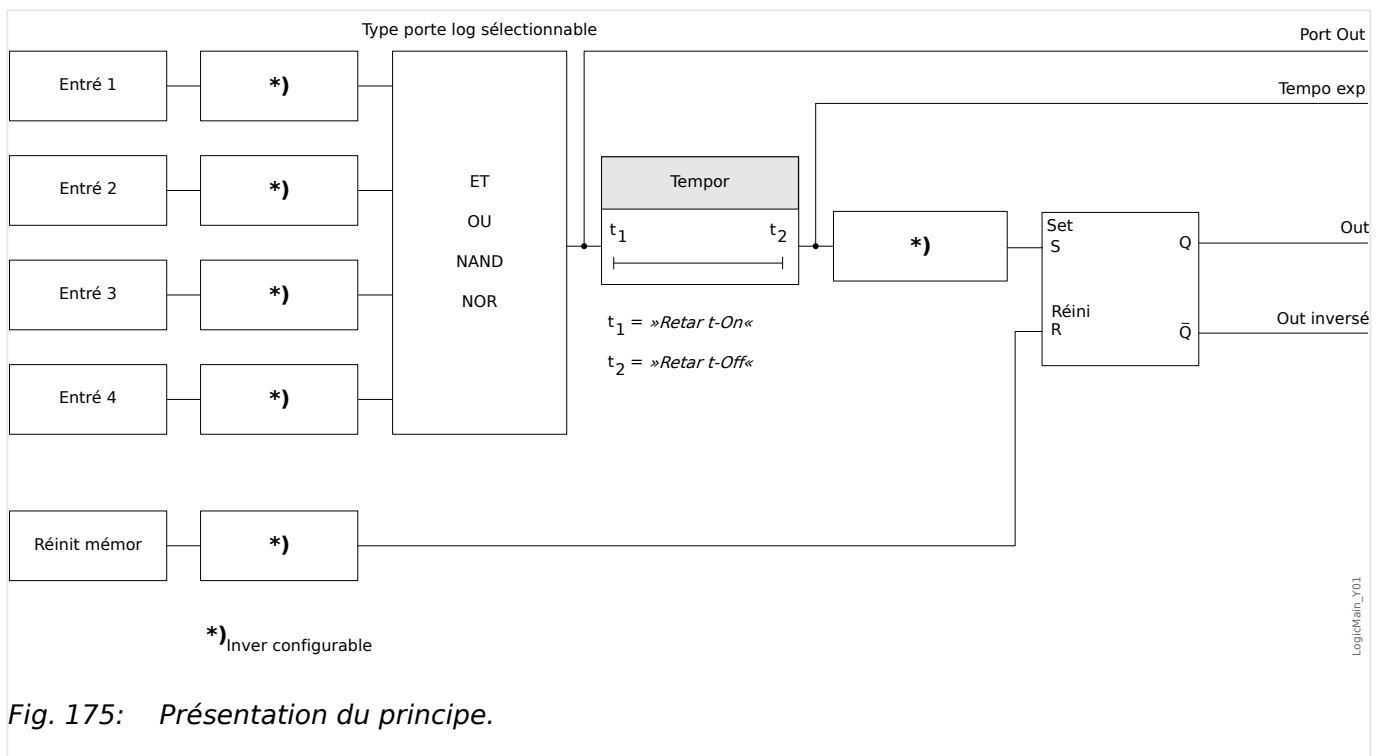 Type porte log sélectionnable
Port Out
Entré 1
*)
Tempo exp
Entré 2
*)
ET
OU
NAND
NOR
Tempor
t1
t2
*)
Set
S
Q
Out
Réini
R
Q̅
Out inversé
Entré 3
*)
t1 = »Retar t-On«
t2 = »Retar t-Off«
Entré 4
*)
Réinit mémor
*)
*)Inver configurable
LogicMain_Y01
Fig. 175: Présentation du principe.